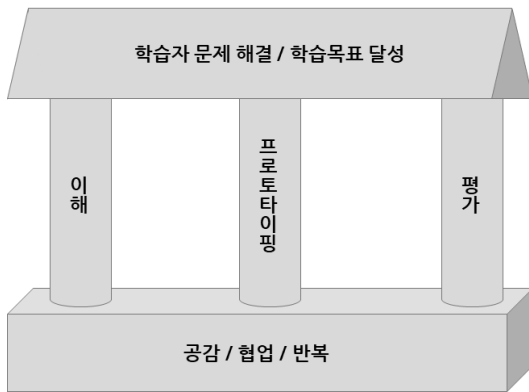 학습자 문제 해결 / 학습목표 달성
이해
프로토타이핑
평가
공감 / 협업 / 반복